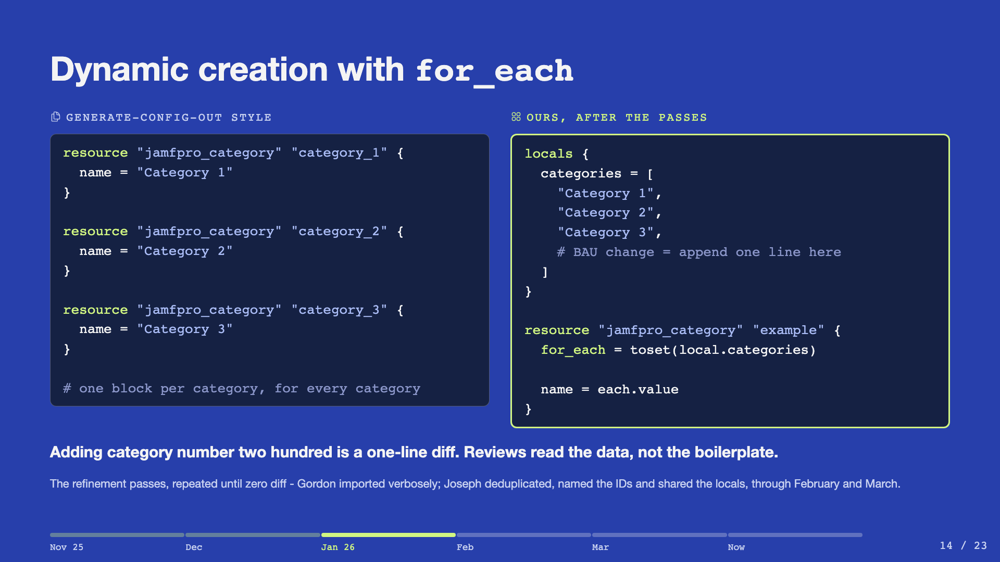 Dynamic creation with for_each
GENERATE-CONFIG-OUT STYLE
resource "jamfpro_category" "category_1" {
  name = "Category 1"
}
resource "jamfpro_category" "category_2" {
  name = "Category 2"
}
resource "jamfpro_category" "category_3" {
  name = "Category 3"
}
# one block per category, for every category
OURS, AFTER THE PASSES
locals {
  categories = [
    "Category 1",
    "Category 2",
    "Category 3",
    # BAU change = append one line here
  ]
}
resource "jamfpro_category" "example" {
  for_each = toset(local.categories)
  name = each.value
}
Adding category number two hundred is a one-line diff. Reviews read the data, not the boilerplate.
The refinement passes, repeated until zero diff - Gordon imported verbosely; Joseph deduplicated, named the IDs and shared the locals, through February and March.
Nov 25
Dec
Jan 26
Feb
Mar
Now
14 / 23